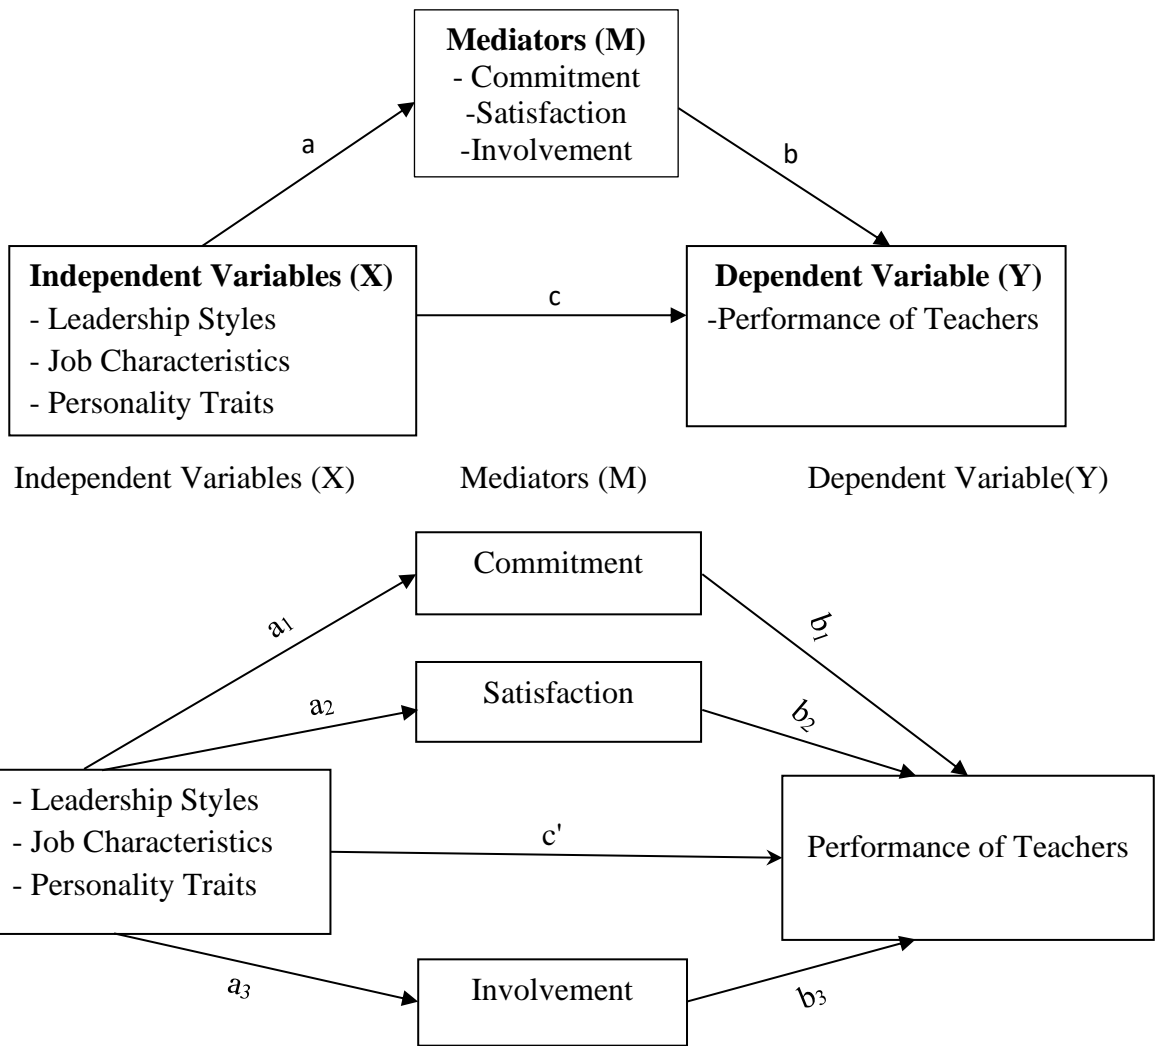 Mediators (M)
- Commitment
-Satisfaction
-Involvement
a
b
Independent Variables (X)
- Leadership Styles
- Job Characteristics
- Personality Traits
c
Dependent Variable (Y)
-Performance of Teachers
Independent Variables (X)
Mediators (M)
Dependent Variable(Y)
Commitment
a1
b1
Satisfaction
a2
b2
- Leadership Styles
- Job Characteristics
- Personality Traits
c'
Performance of Teachers
Involvement
a3
b3